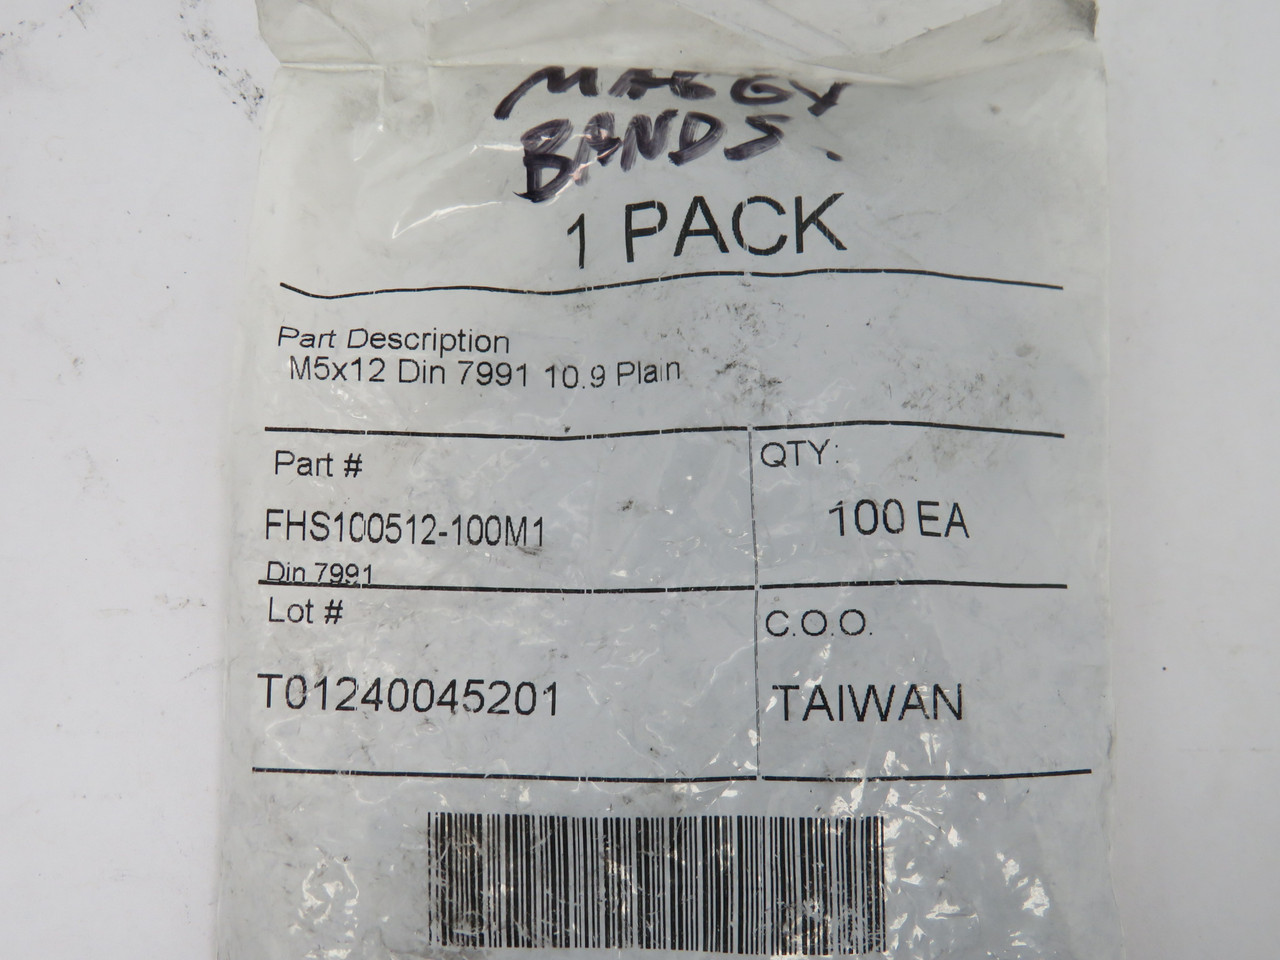 MAGGY
BANDS.
1 PACK
Part Description
M5x12 Din 7991 10.9 Plain
Part #
QTY:
FHS100512-100M1
100 EA
Din 7991
Lot #
C.O.O.
T01240045201
TAIWAN